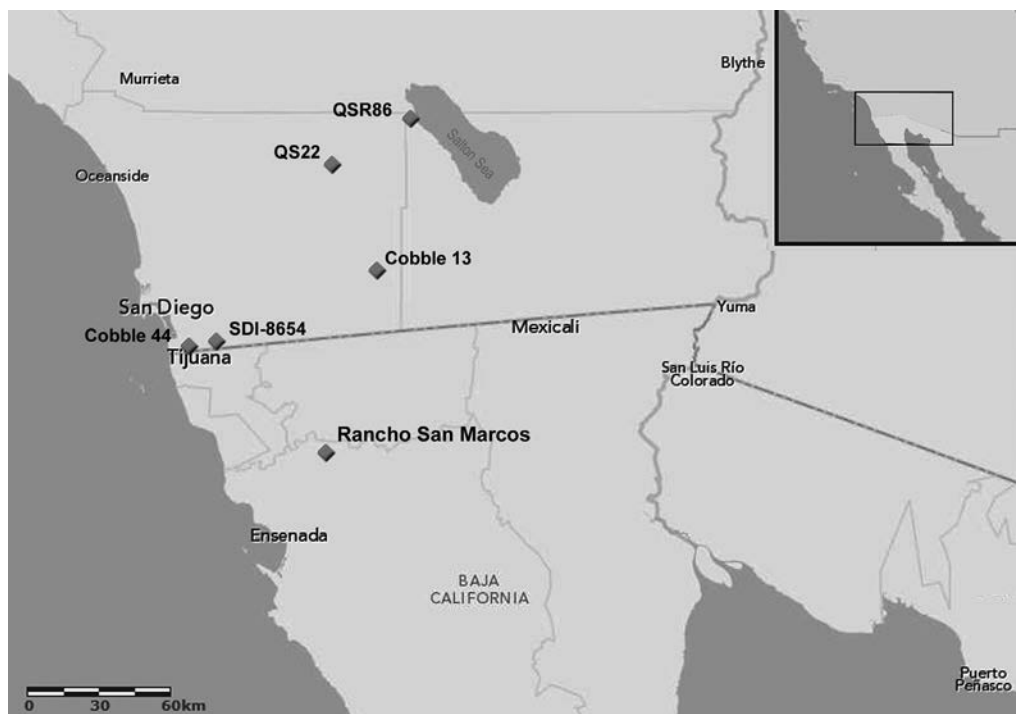 Murrieta
Blythe
QSR86
Salton Sea
QS22
Oceanside
Cobble 13
San Diego
Yuma
SDI-8654
Mexicali
Cobble 44
Tijuana
San Luis Río
Colorado
Rancho San Marcos
Ensenada
BAJA
CALIFORNIA
Puerto
Peñasco
0 30 60km